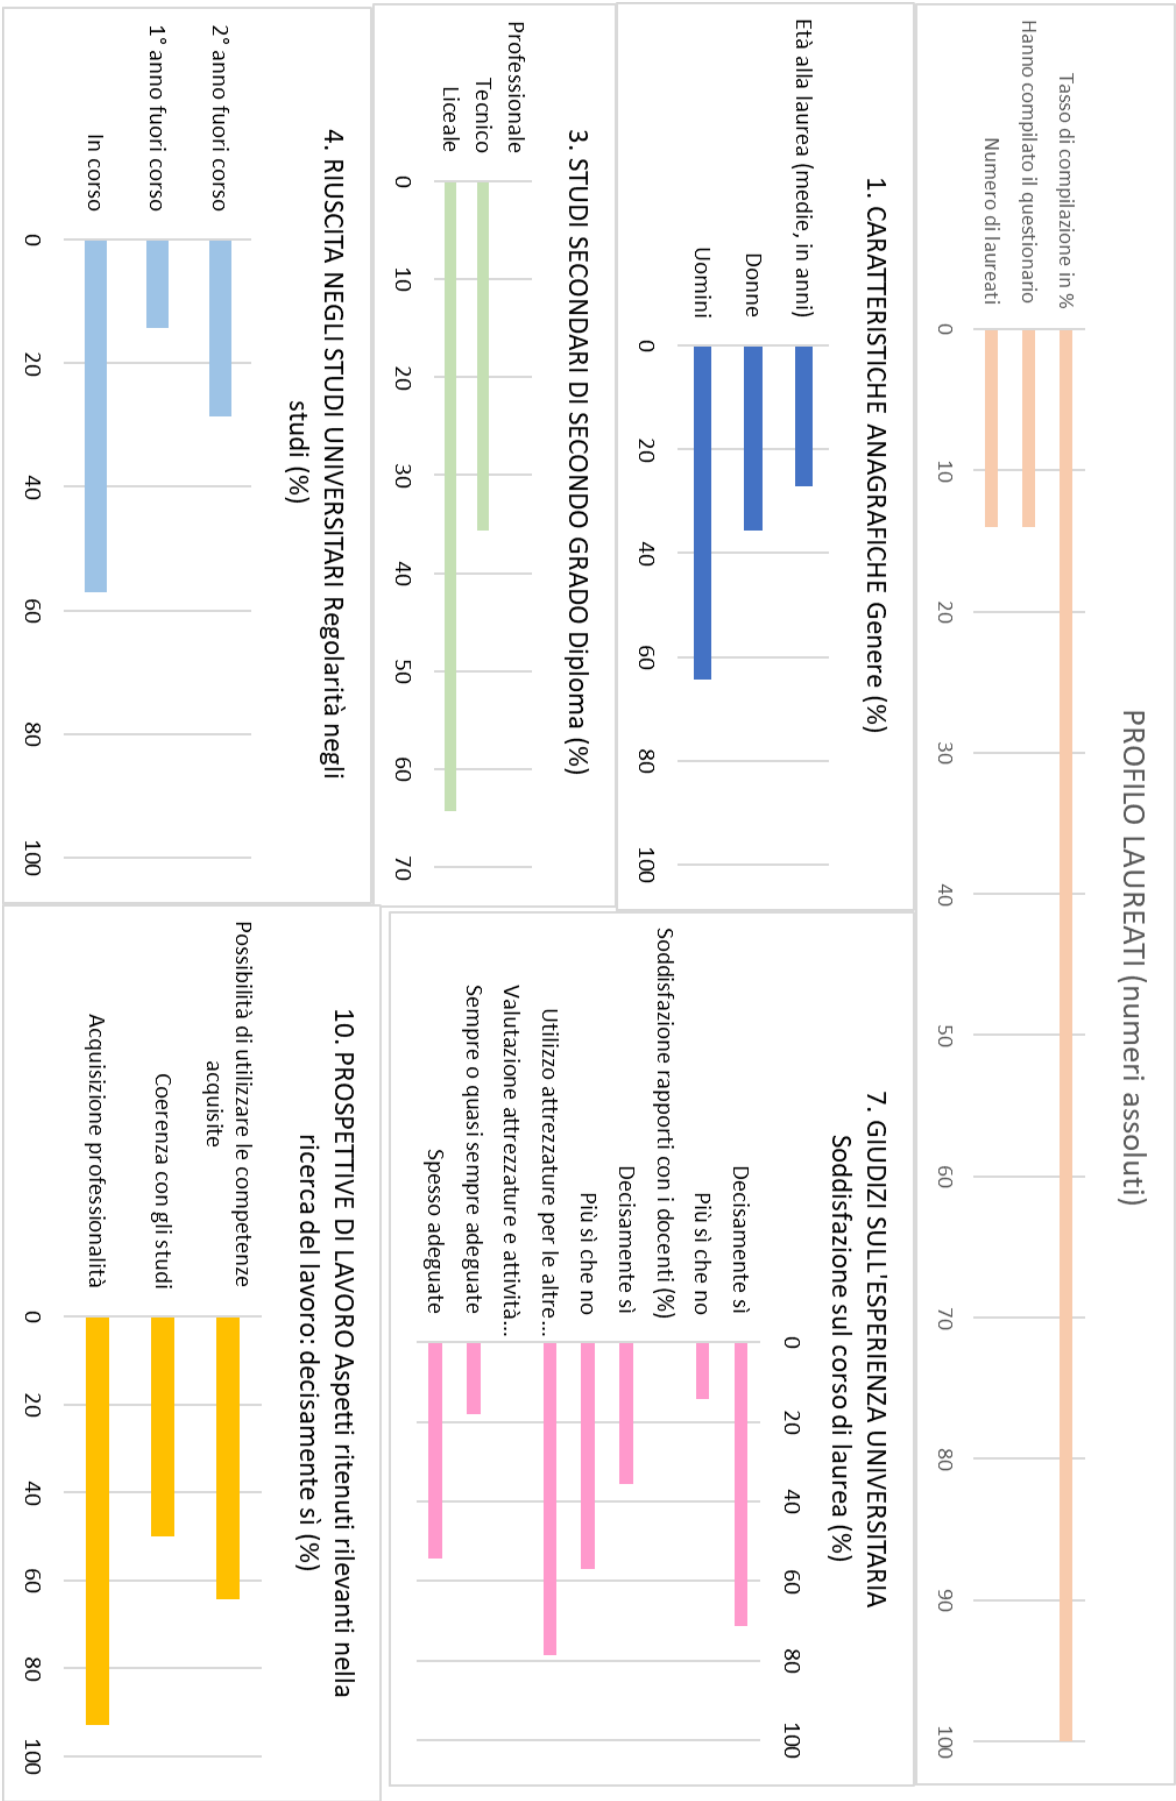 PROFILO LAUREATI (numeri assoluti)
Tasso di compilazione in %
Hanno compilato il questionario
Numero di laureati
0 10 20 30 40 50 60 70 80 90 100
1. CARATTERISTICHE ANAGRAFICHE Genere (%)
Età alla laurea (medie, in anni)
Donne
Uomini
0 20 40 60 80 100
7. GIUDIZI SULL'ESPERIENZA UNIVERSITARIA
Soddisfazione sul corso di laurea (%)
0 20 40 60 80 100
Decisamente sì
Più sì che no
Soddisfazione rapporti con i docenti (%)
Decisamente sì
Più sì che no
Utilizzo attrezzature per le altre...
Valutazione attrezzature e attività...
Sempre o quasi sempre adeguate
Spesso adeguate
3. STUDI SECONDARI DI SECONDO GRADO Diploma (%)
Professionale
Tecnico
Liceale
0 10 20 30 40 50 60 70
4. RIUSCITA NEGLI STUDI UNIVERSITARI Regolarità negli
studi (%)
2° anno fuori corso
1° anno fuori corso
In corso
0 20 40 60 80 100
10. PROSPETTIVE DI LAVORO Aspetti ritenuti rilevanti nella
ricerca del lavoro: decisamente sì (%)
Possibilità di utilizzare le competenze
acquisite
Coerenza con gli studi
Acquisizione professionalità
0 20 40 60 80 100